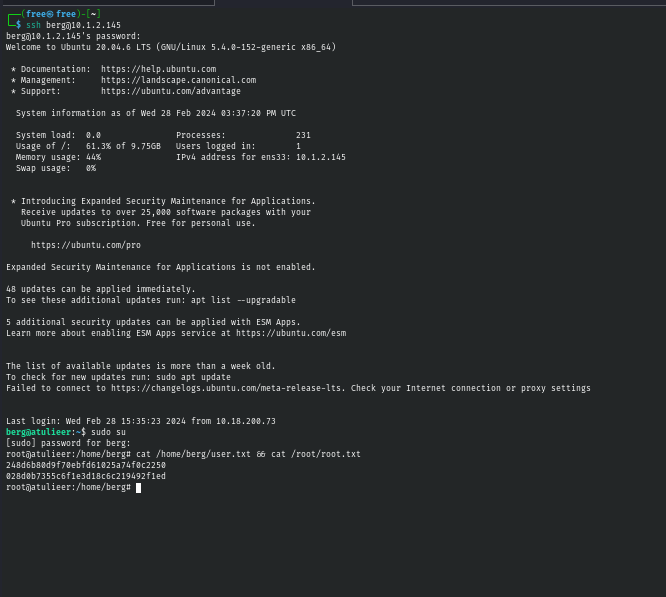 ┌──(free㉿free)-[~]
└─$ ssh berg@10.1.2.145
berg@10.1.2.145's password:
Welcome to Ubuntu 20.04.6 LTS (GNU/Linux 5.4.0-152-generic x86_64)
* Documentation: https://help.ubuntu.com
* Management: https://landscape.canonical.com
* Support: https://ubuntu.com/advantage
System information as of Wed 28 Feb 2024 03:37:20 PM UTC
System load: 0.0 Processes: 231
Usage of /: 61.3% of 9.75GB Users logged in: 1
Memory usage: 44% IPv4 address for ens33: 10.1.2.145
Swap usage: 0%
* Introducing Expanded Security Maintenance for Applications.
Receive updates to over 25,000 software packages with your
Ubuntu Pro subscription. Free for personal use.
https://ubuntu.com/pro
Expanded Security Maintenance for Applications is not enabled.
48 updates can be applied immediately.
To see these additional updates run: apt list --upgradable
5 additional security updates can be applied with ESM Apps.
Learn more about enabling ESM Apps service at https://ubuntu.com/esm
The list of available updates is more than a week old.
To check for new updates run: sudo apt update
Failed to connect to https://changelogs.ubuntu.com/meta-release-lts. Check your Internet connection or proxy settings
Last login: Wed Feb 28 15:35:23 2024 from 10.18.200.73
berg@atulieer:~$ sudo su
[sudo] password for berg:
root@atulieer:/home/berg# cat /home/berg/user.txt && cat /root/root.txt
248d6b80d9f70ebfd61025a74f0c2250
028d0b7355c6f1e3d18c6c219492f1ed
root@atulieer:/home/berg#